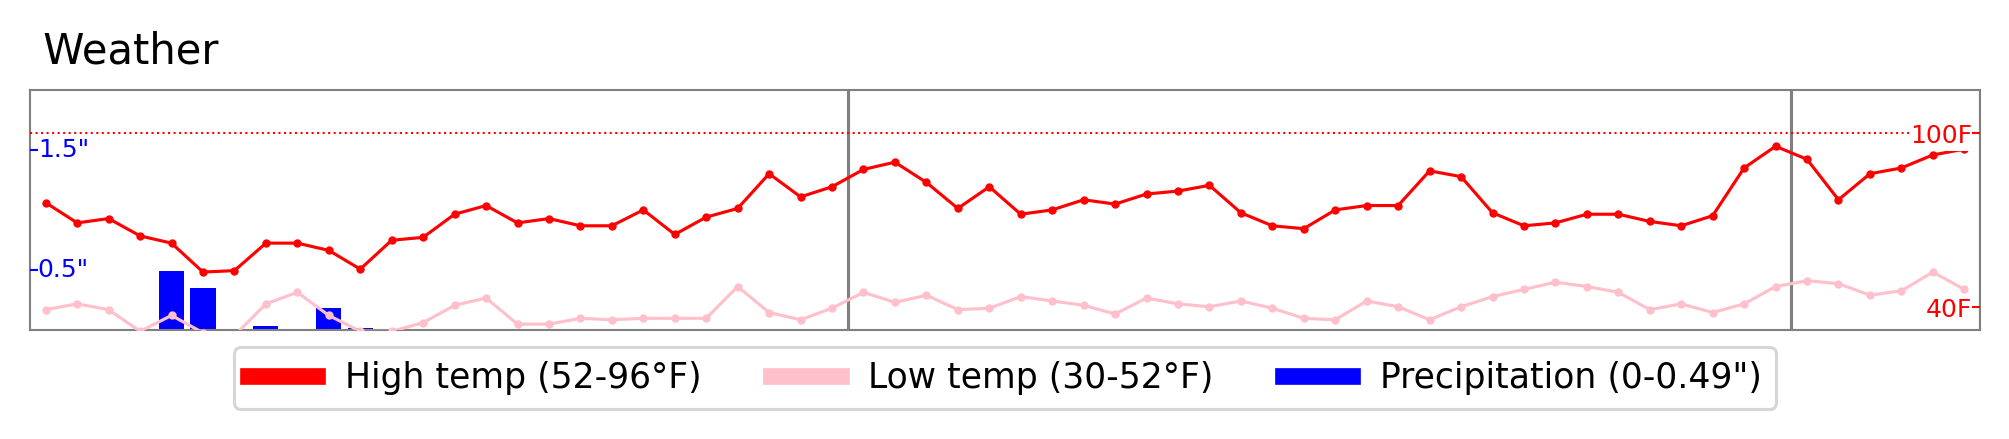 Weather
1.5"
100F
0.5"
40F
High temp (52-96°F)
Low temp (30-52°F)
Precipitation (0-0.49")